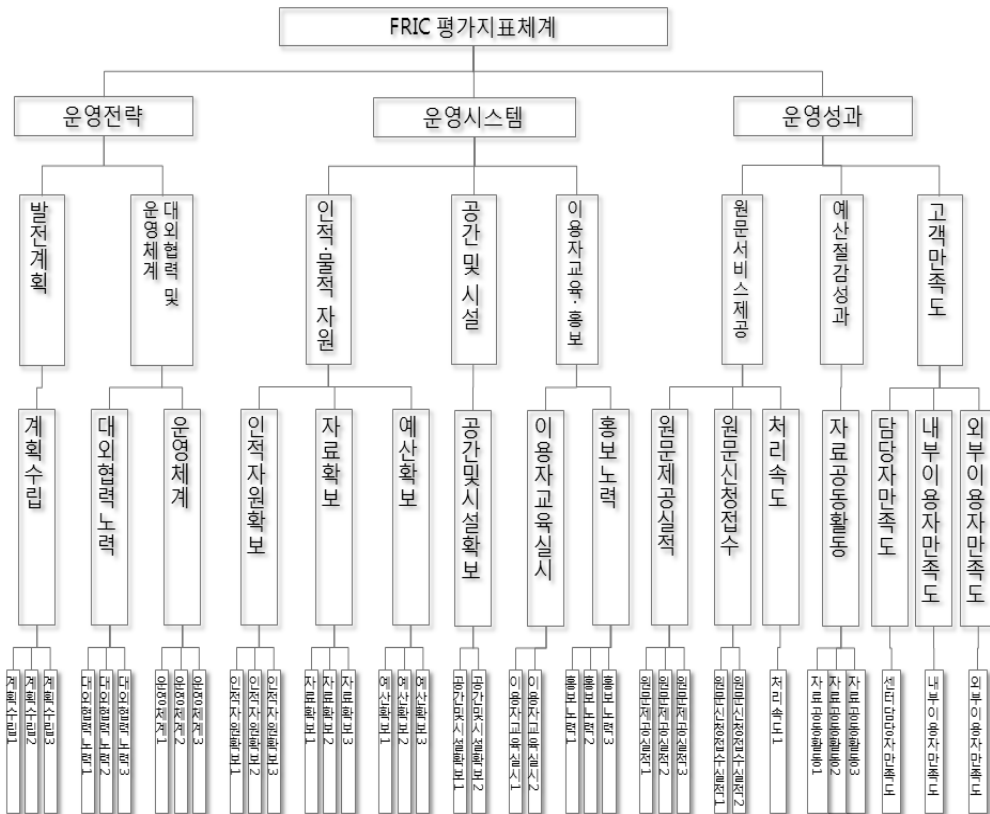 FRIC 평가지표체계
운영전략
운영시스템
운영성과
발전계획
대외협력 및
운영체계
인적·물적 자원
공간 및 시설
이용자교육·홍보
원문서비스제공
예산절감성과
고객만족도
계획수립
대외협력 노력
운영체계
인적자원확보
자료확보
예산확보
공간및시설확보
이용자교육실시
홍보노력
원문제공실적
원문신청접수
처리속도
자료공동활동
담당자만족도
내부이용자만족도
외부이용자만족도
계획수립1
계획수립2
계획수립3
대외협력 노력1
대외협력 노력2
대외협력 노력3
운영체계1
운영체계2
운영체계3
인적자원확보1
인적자원확보2
인적자원확보3
자료확보1
자료확보2
자료확보3
예산확보1
예산확보2
예산확보3
공간및시설확보1
공간및시설확보2
이용자교육실시1
이용자교육실시2
홍보노력1
홍보노력2
홍보노력3
원문제공실적1
원문제공실적2
원문제공실적3
원문신청접수실적1
원문신청접수실적2
처리속도1
자료공동활동1
자료공동활동2
자료공동활동3
센터담당자만족도
내부이용자만족도
외부이용자만족도